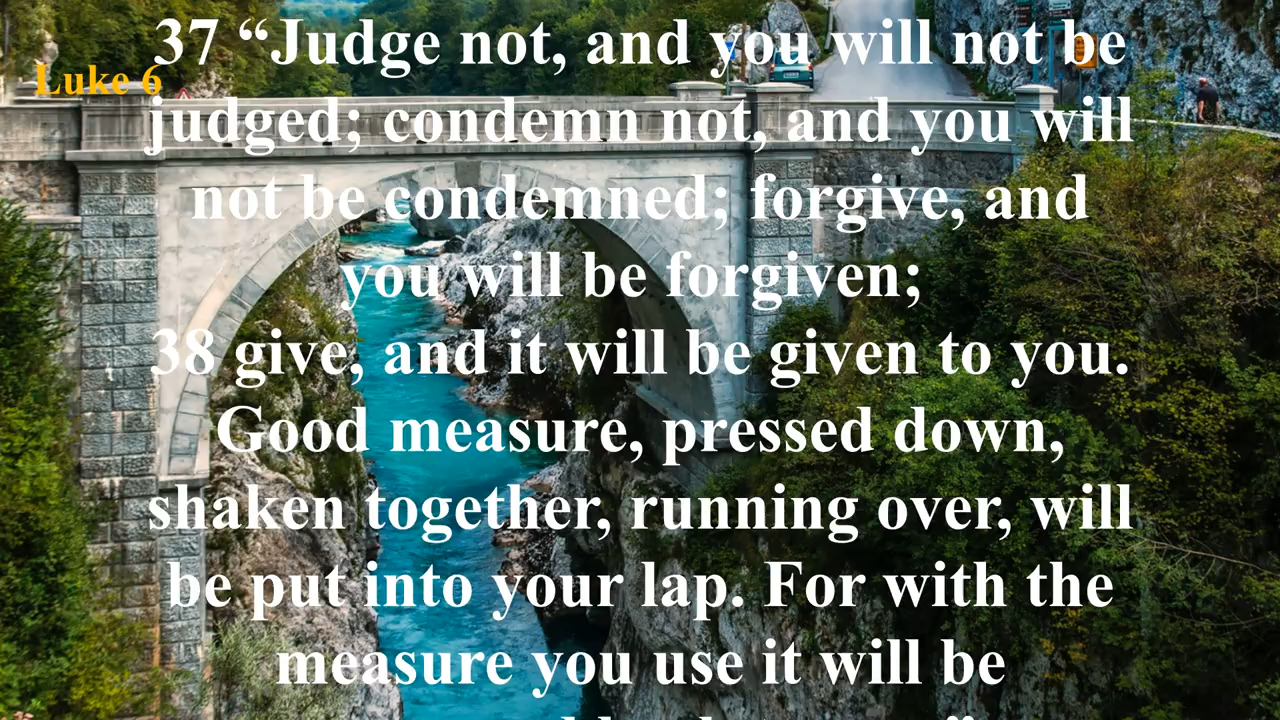 37 “Judge not, and you will not be
Luke 6
judged; condemn not, and you will
not be condemned; forgive, and
you will be forgiven;
38 give, and it will be given to you.
Good measure, pressed down,
shaken together, running over, will
be put into your lap. For with the
measure you use it will be